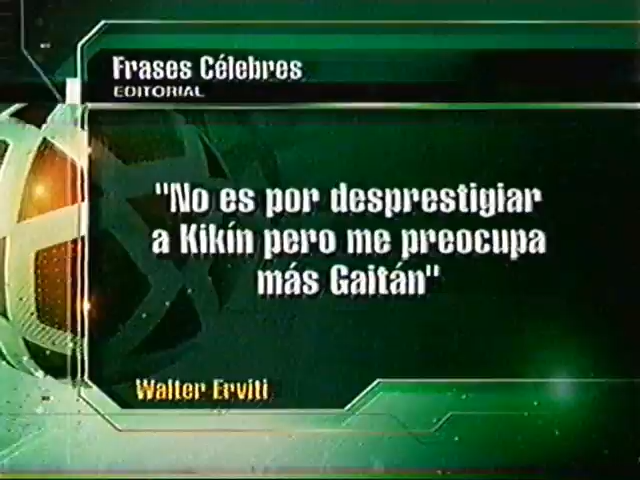 Frases Célebres
EDITORIAL
"No es por desprestigiar
a Kikín pero me preocupa
más Gaitán"
Walter Erviti